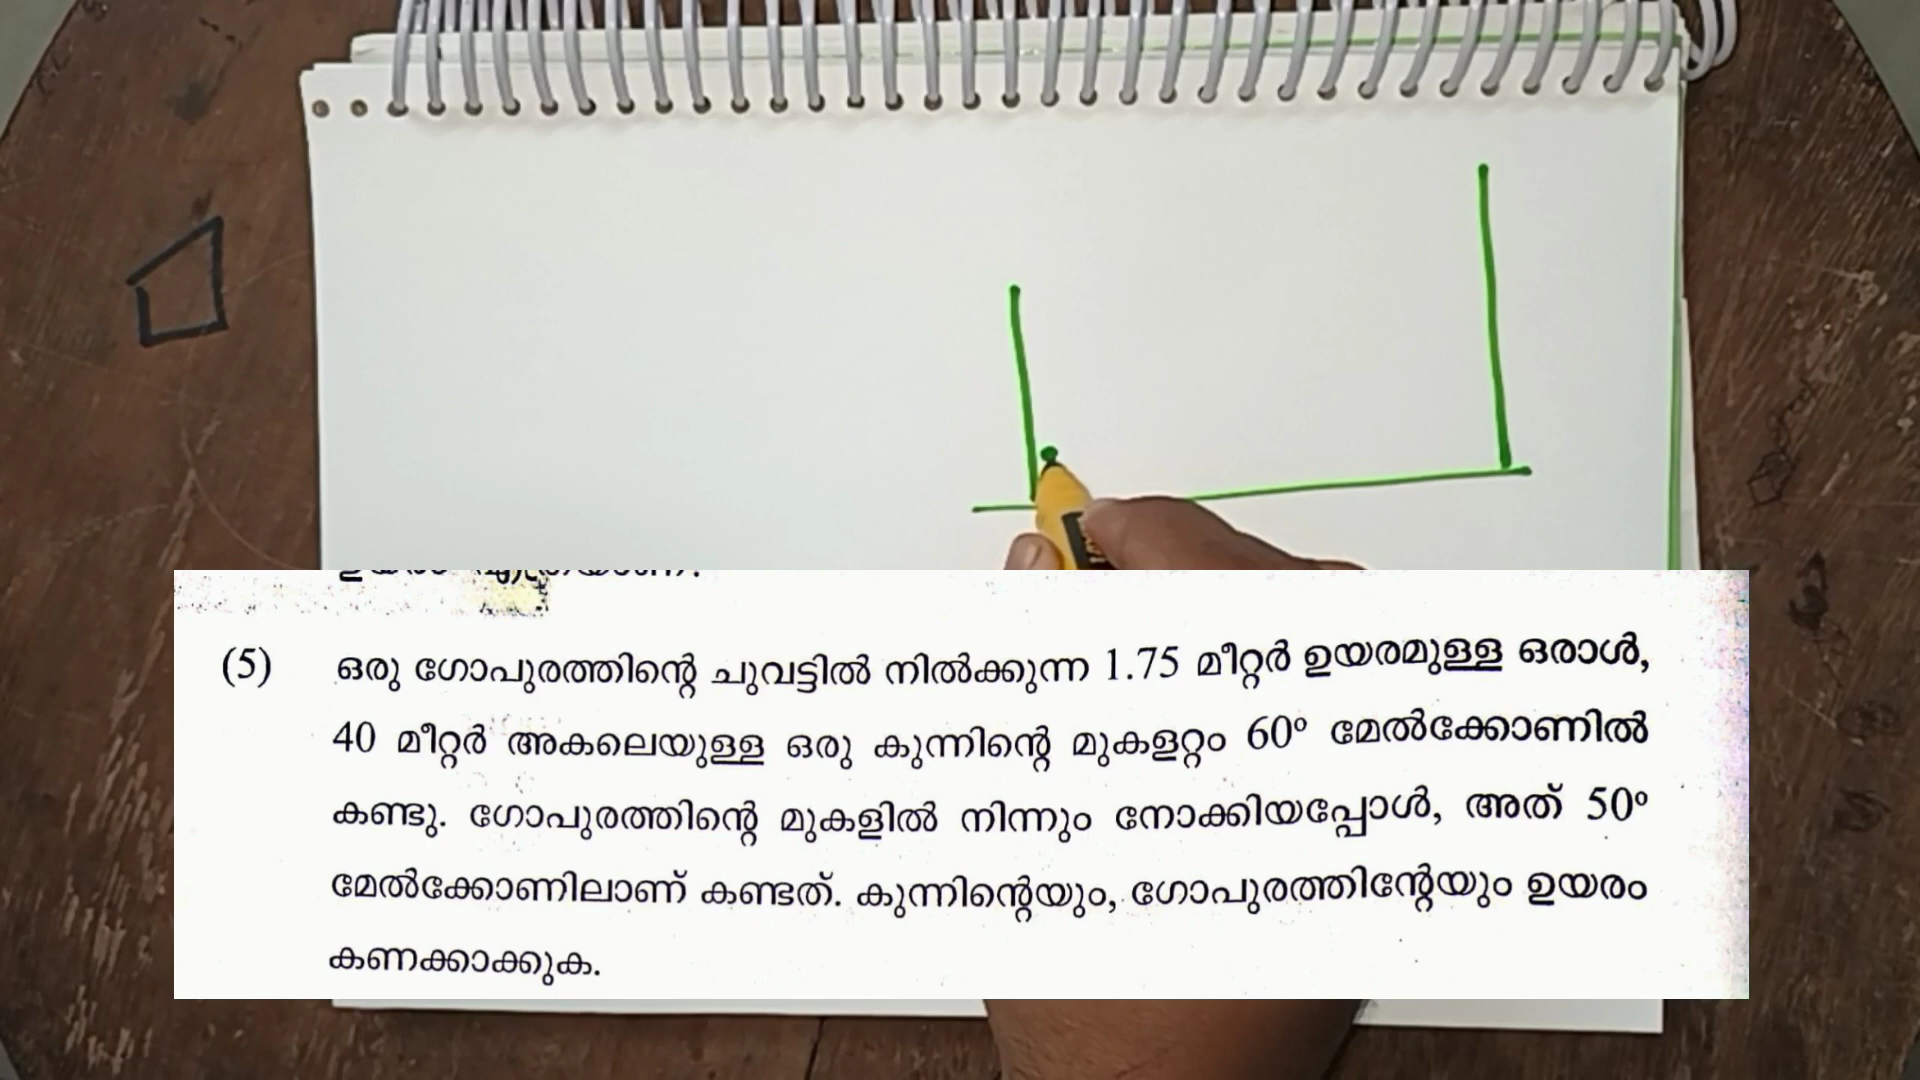 (5) ഒരു ഗോപുരത്തിന്റെ ചുവട്ടിൽ നിൽക്കുന്ന 1.75 മീറ്റർ ഉയരമുള്ള ഒരാൾ,
40 മീറ്റർ അകലെയുള്ള ഒരു കുന്നിന്റെ മുകളറ്റം 60° മേൽക്കോണിൽ
കണ്ടു. ഗോപുരത്തിന്റെ മുകളിൽ നിന്നും നോക്കിയപ്പോൾ, അത് 50°
മേൽക്കോണിലാണ് കണ്ടത്. കുന്നിന്റെയും, ഗോപുരത്തിന്റേയും ഉയരം
കണക്കാക്കുക.